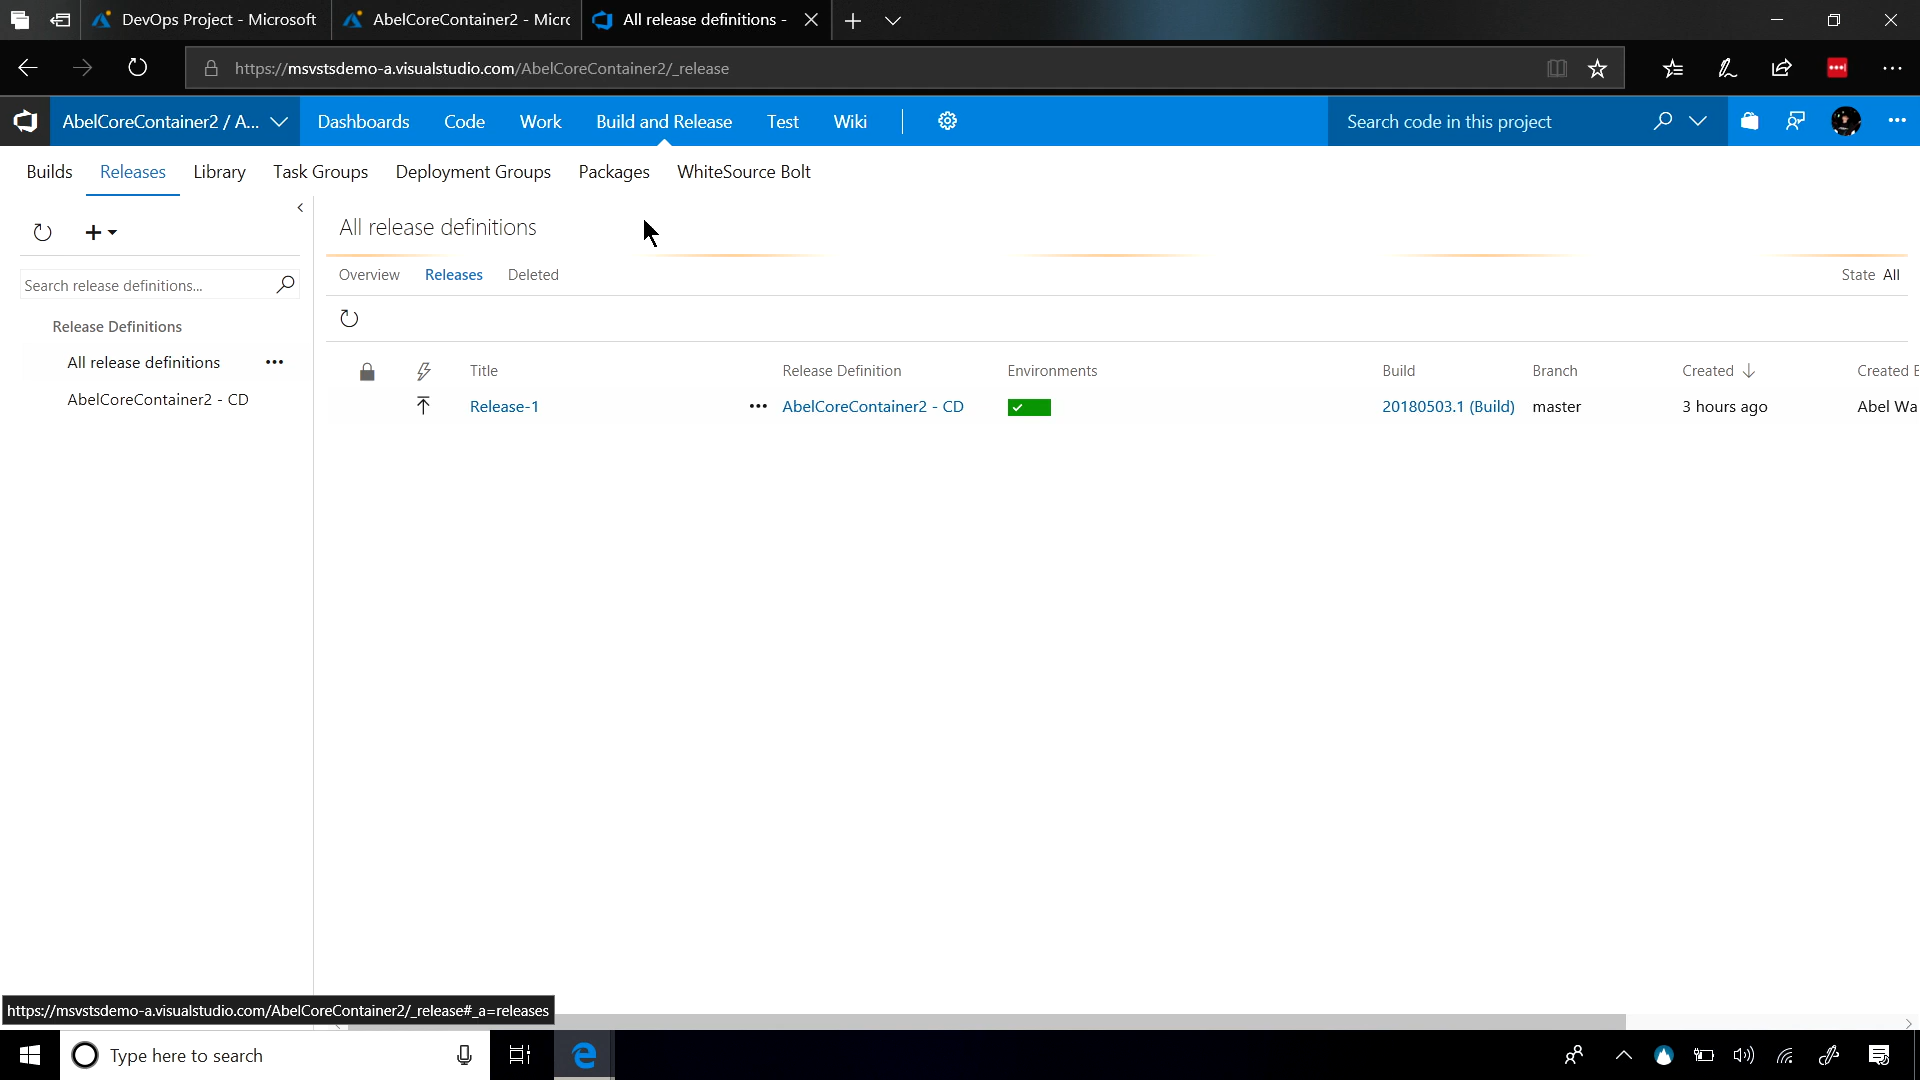 DevOps Project - Microsoft
AbelCoreContainer2 - Micro
All release definitions -
https://msvstsdemo-a.visualstudio.com/AbelCoreContainer2/_release
AbelCoreContainer2 / A...
Dashboards
Code
Work
Build and Release
Test
Wiki
Search code in this project
Builds
Releases
Library
Task Groups
Deployment Groups
Packages
WhiteSource Bolt
All release definitions
Overview
Releases
Deleted
State All
Search release definitions...
Release Definitions
All release definitions
AbelCoreContainer2 - CD
Title
Release Definition
Environments
Build
Branch
Created
Created B
Release-1
AbelCoreContainer2 - CD
20180503.1 (Build)
master
3 hours ago
Abel Wa
https://msvstsdemo-a.visualstudio.com/AbelCoreContainer2/_release#_a=releases
Type here to search